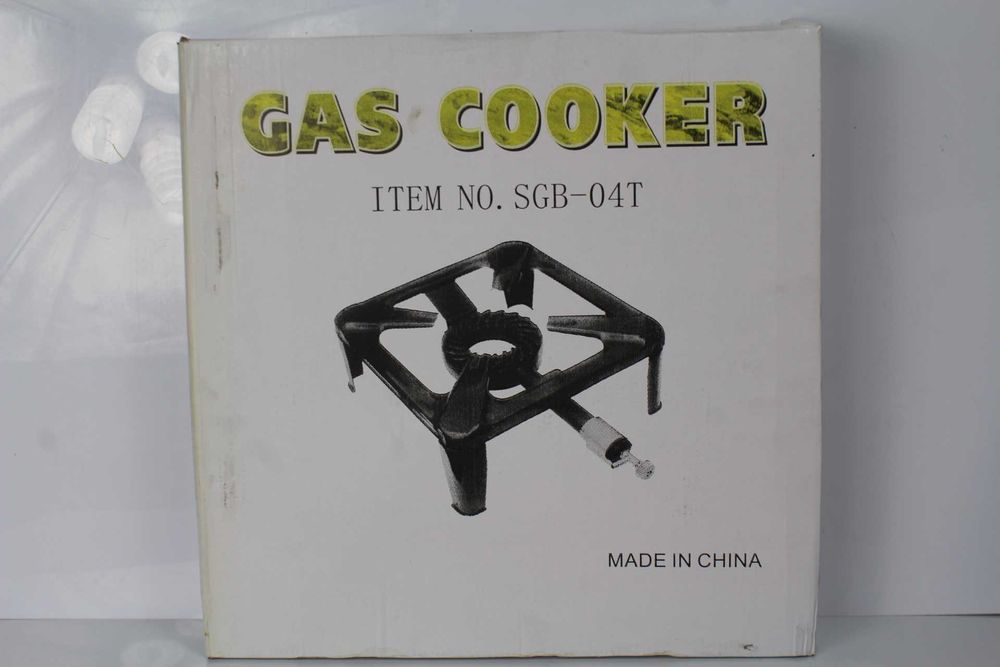 GAS COOKER
ITEM NO. SGB-04T
MADE IN CHINA